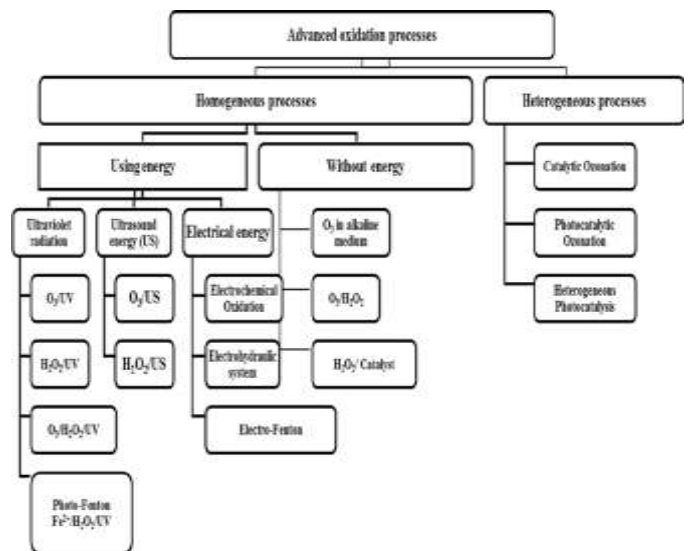 Advanced oxidation processes
Homogeneous processes
Heterogeneous processes
Using energy
Without energy
Catalytic Ozonation
Ultraviolet
radiation
Ultrasound
energy (US)
Electrical energy
O₃ in alkaline
medium
Photocatalytic
Ozonation
O₃/UV
O₃/US
Electrochemical
Oxidation
O₃/H₂O₂
Heterogeneous
Photocatalysis
H₂O₂/UV
H₂O₂/US
Electrohydraulic
system
H₂O₂/ Catalyst
O₃/H₂O₂/UV
Electro-Fenton
Photo-Fenton
Fe²⁺/H₂O₂/UV